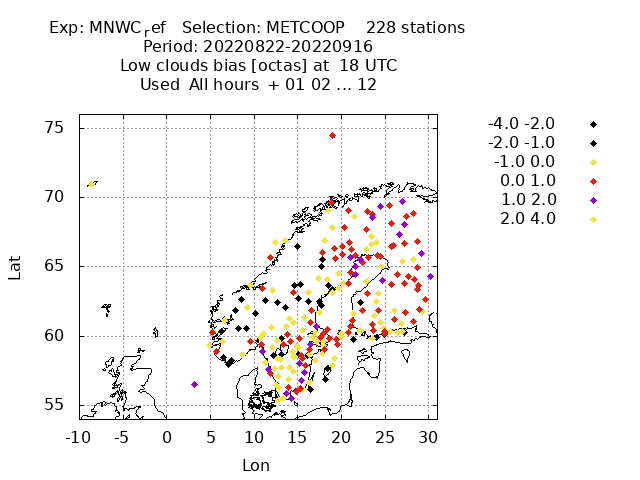 Exp: MNWCref   Selection: METCOOP    228 stations
Period: 20220822-20220916
Low clouds bias [octas] at  18 UTC
Used  All hours  + 01 02 ... 12
75
70
65
60
55
-10 -5 0 5 10 15 20 25 30
Lat
Lon
-4.0 -2.0
-2.0 -1.0
-1.0 0.0
0.0 1.0
1.0 2.0
2.0 4.0